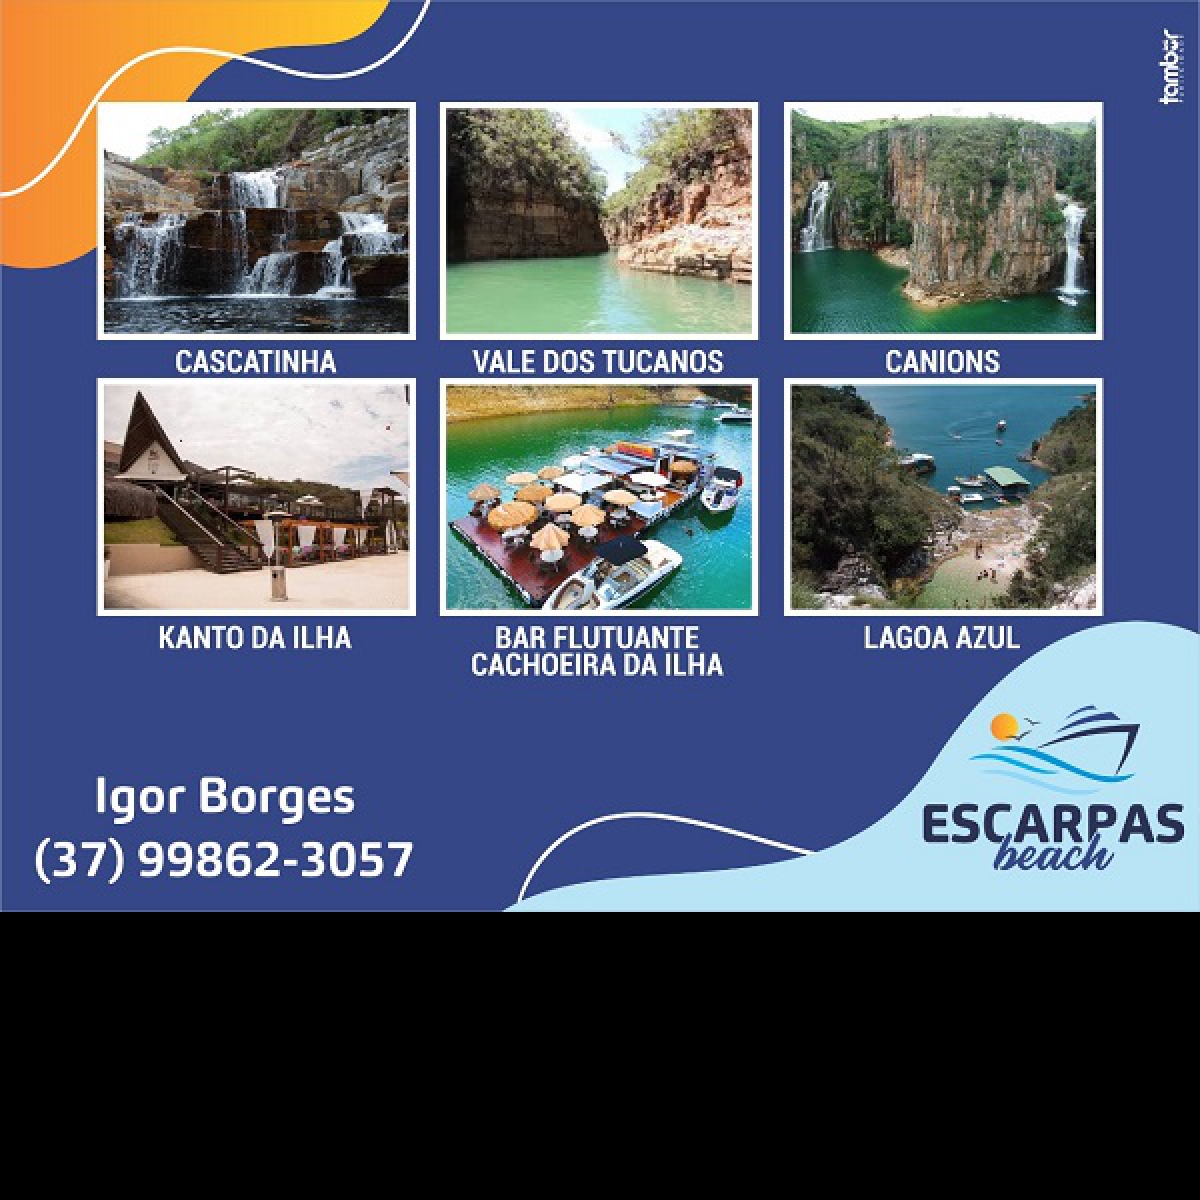 tambor
CASCATINHA
VALE DOS TUCANOS
CANIONS
KANTO DA ILHA
BAR FLUTUANTE
CACHOEIRA DA ILHA
LAGOA AZUL
Igor Borges
(37) 99862-3057
ESCARPAS
beach